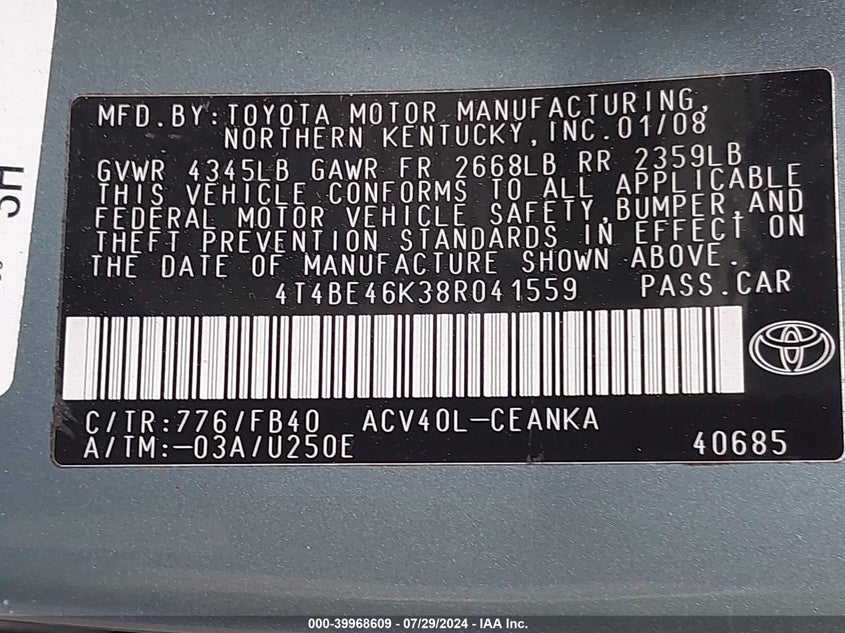 MFD.BY:TOYOTA MOTOR MANUFACTURING,
NORTHERN KENTUCKY,INC.01/08
GVWR 4345LB GAWR FR 2668LB RR 2359LB
THIS VEHICLE CONFORMS TO ALL APPLICABLE
FEDERAL MOTOR VEHICLE SAFETY,BUMPER,AND
THEFT PREVENTION STANDARDS IN EFFECT ON
THE DATE OF MANUFACTURE SHOWN ABOVE.
4T4BE46K38R041559 PASS.CAR
C/TR:776/FB40 ACV40L-CEANKA
A/TM:-03A/U250E 40685
000-39968609 / 07/29/2024 - IAA Inc.